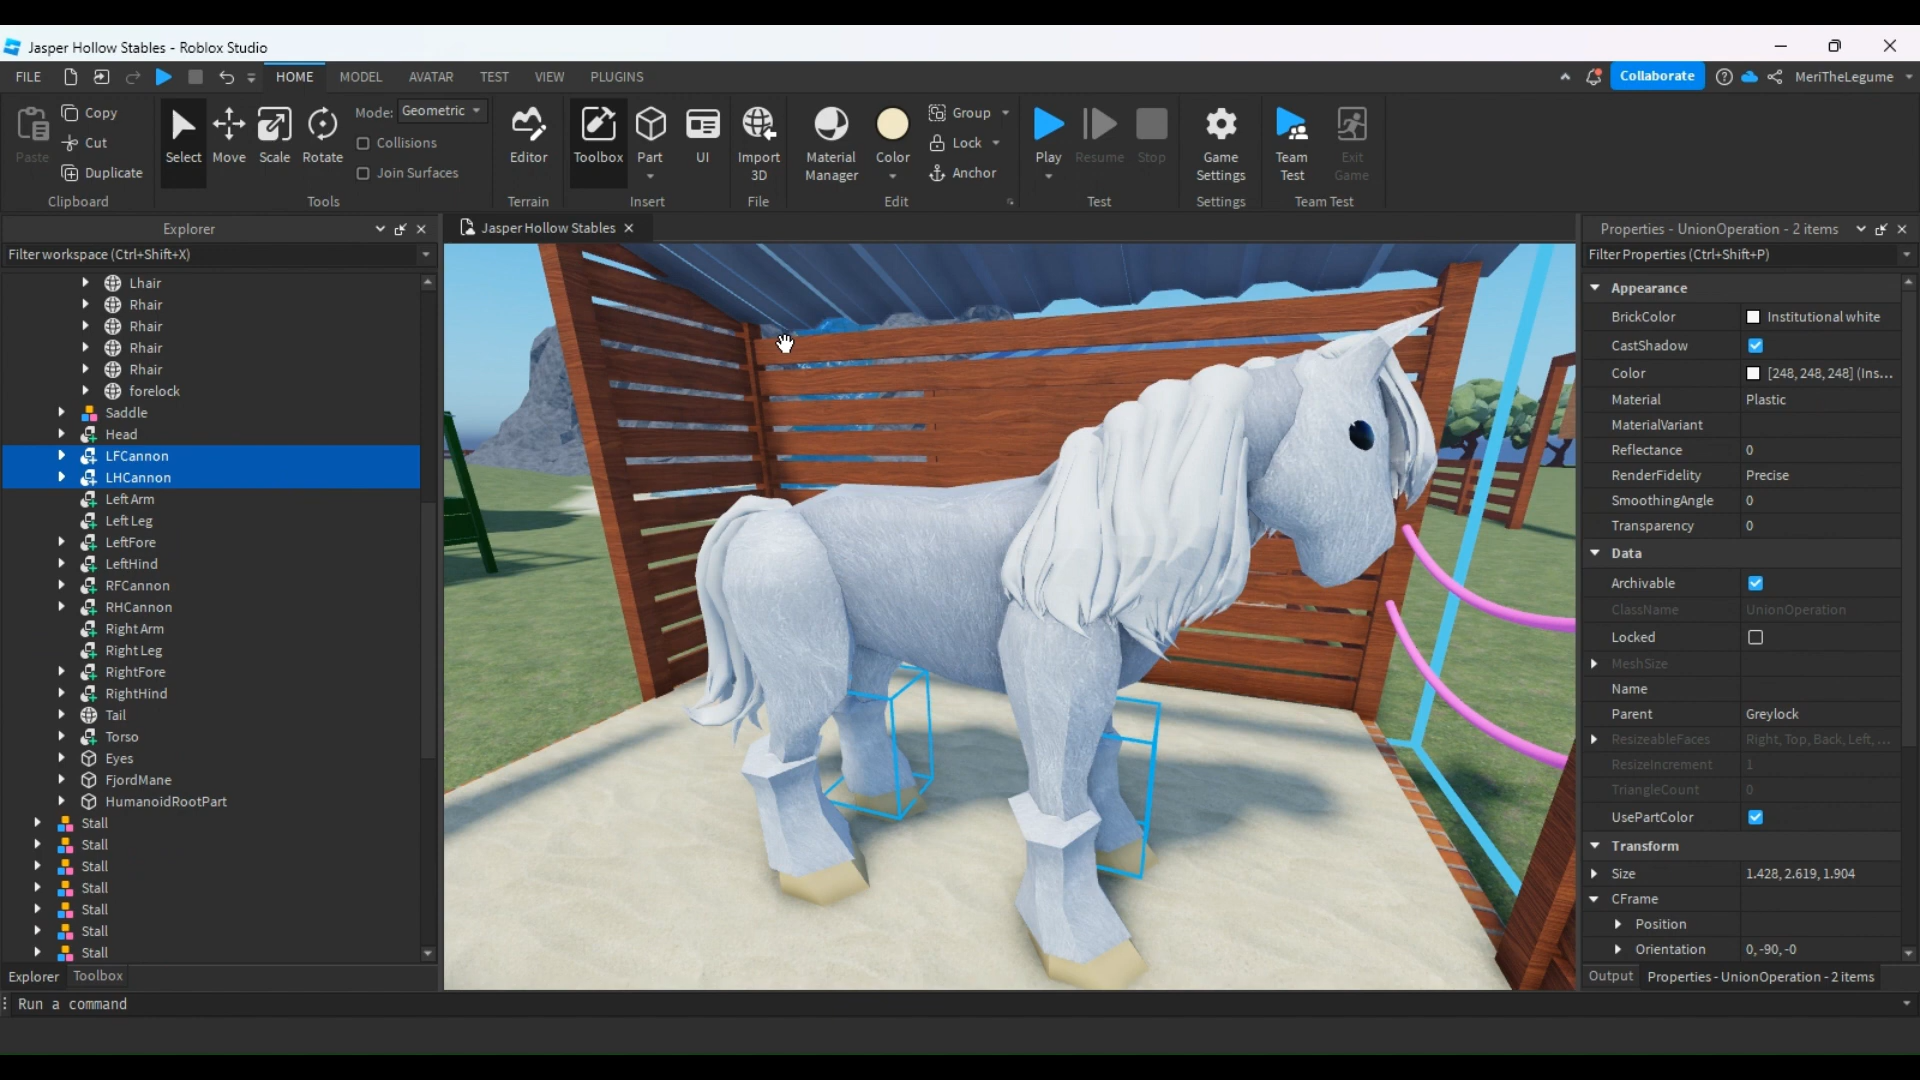 Jasper Hollow Stables - Roblox Studio
FILE HOME MODEL AVATAR TEST VIEW PLUGINS Collaborate MeriTheLegume
Paste Copy Cut Duplicate
Clipboard
Select Move Scale Rotate
Mode: Geometric
Collisions
Join Surfaces
Tools
Editor
Terrain
Toolbox Part UI
Insert
Import 3D
File
Material Manager
Color
Group
Lock
Anchor
Edit
Play Resume Stop
Test
Game Settings
Settings
Team Test
Exit Game
Team Test
Explorer
Filter workspace (Ctrl+Shift+X)
Lhair
Rhair
Rhair
Rhair
Rhair
forelock
Saddle
Head
LFCannon
LHCannon
Left Arm
Left Leg
LeftFore
LeftHind
RFCannon
RHCannon
Right Arm
Right Leg
RightFore
RightHind
Tail
Torso
Eyes
FjordMane
HumanoidRootPart
Stall
Stall
Stall
Stall
Stall
Stall
Stall
Explorer Toolbox
Jasper Hollow Stables
Properties - UnionOperation - 2 items
Filter Properties (Ctrl+Shift+P)
Appearance
BrickColor Institutional white
CastShadow
Color [248, 248, 248] (Ins...
Material Plastic
MaterialVariant
Reflectance 0
RenderFidelity Precise
SmoothingAngle 0
Transparency 0
Data
Archivable
ClassName UnionOperation
Locked
MeshSize
Name
Parent Greylock
ResizeableFaces Right, Top, Back, Left, ...
ResizeIncrement 1
TriangleCount 0
UsePartColor
Transform
Size 1.428, 2.619, 1.904
CFrame
Position
Orientation 0, -90, -0
Output Properties - UnionOperation - 2 items
Run a command